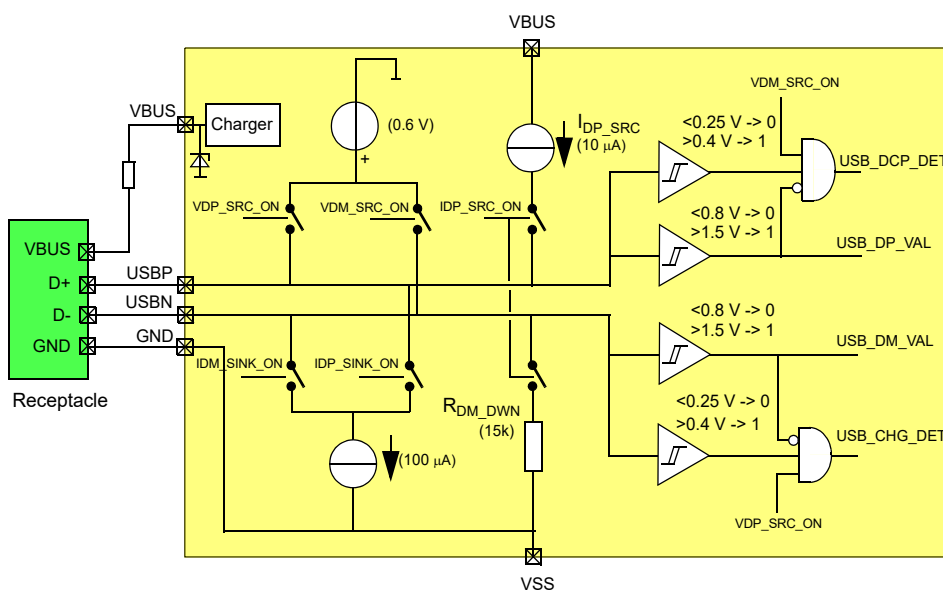 VBUS
VDM_SRC_ON
VBUS
Charger
(0.6 V)
+
I_DP_SRC
(10 µA)
<0.25 V -> 0
>0.4 V -> 1
USB_DCP_DET
VDP_SRC_ON
VDM_SRC_ON
IDP_SRC_ON
<0.8 V -> 0
>1.5 V -> 1
USB_DP_VAL
VBUS
D+
D-
GND
USBP
USBN
GND
Receptacle
IDM_SINK_ON
IDP_SINK_ON
<0.8 V -> 0
>1.5 V -> 1
USB_DM_VAL
R_DM_DWN
(15k)
<0.25 V -> 0
>0.4 V -> 1
USB_CHG_DET
(100 µA)
VDP_SRC_ON
VSS